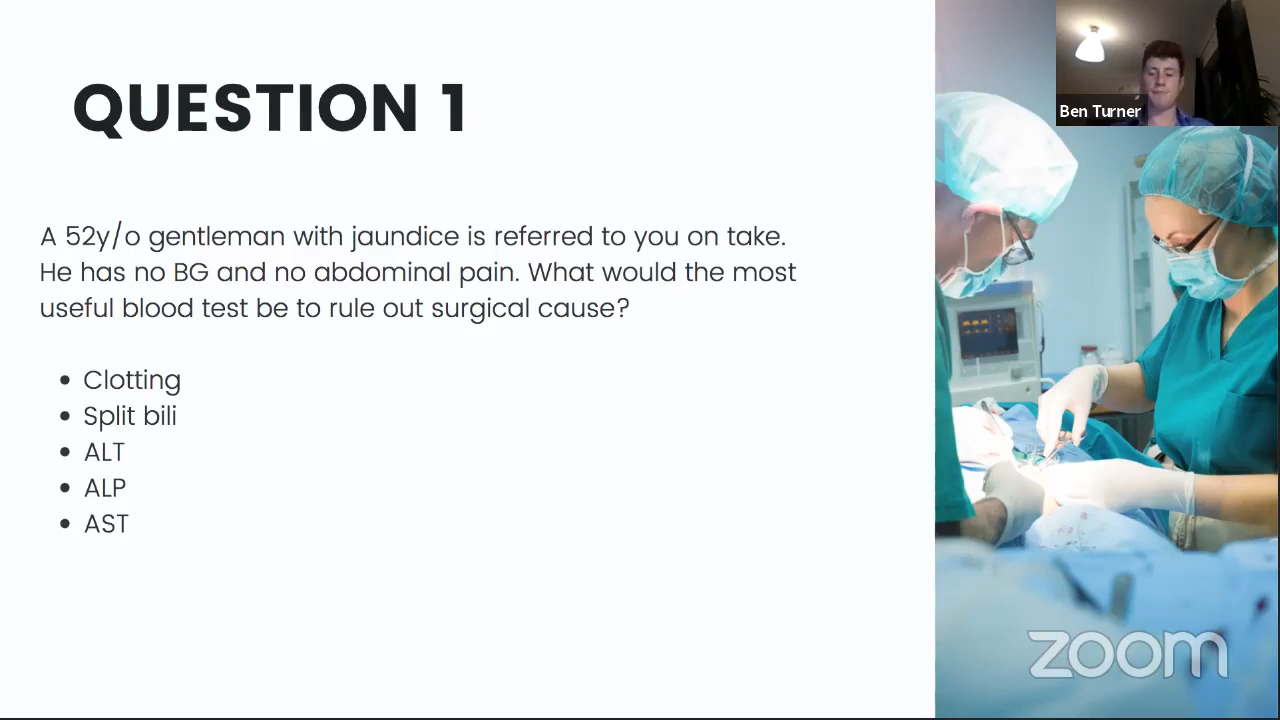 QUESTION 1
A 52y/o gentleman with jaundice is referred to you on take.
He has no BG and no abdominal pain. What would the most
useful blood test be to rule out surgical cause?
• Clotting
• Split bili
• ALT
• ALP
• AST
Ben Turner
zoom